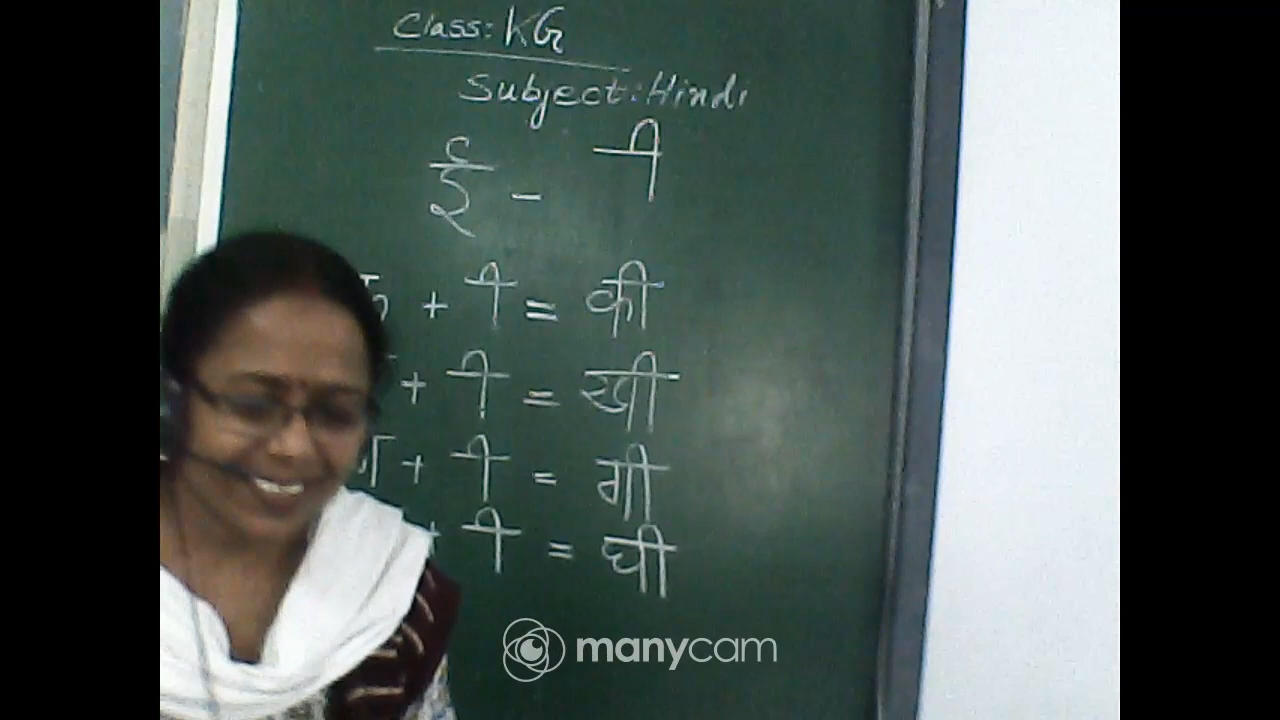 Class: KG
Subject: Hindi
ई - ी
क + ी = की
+ ी = खी
ग + ी = गी
+ ी = घी
manycam